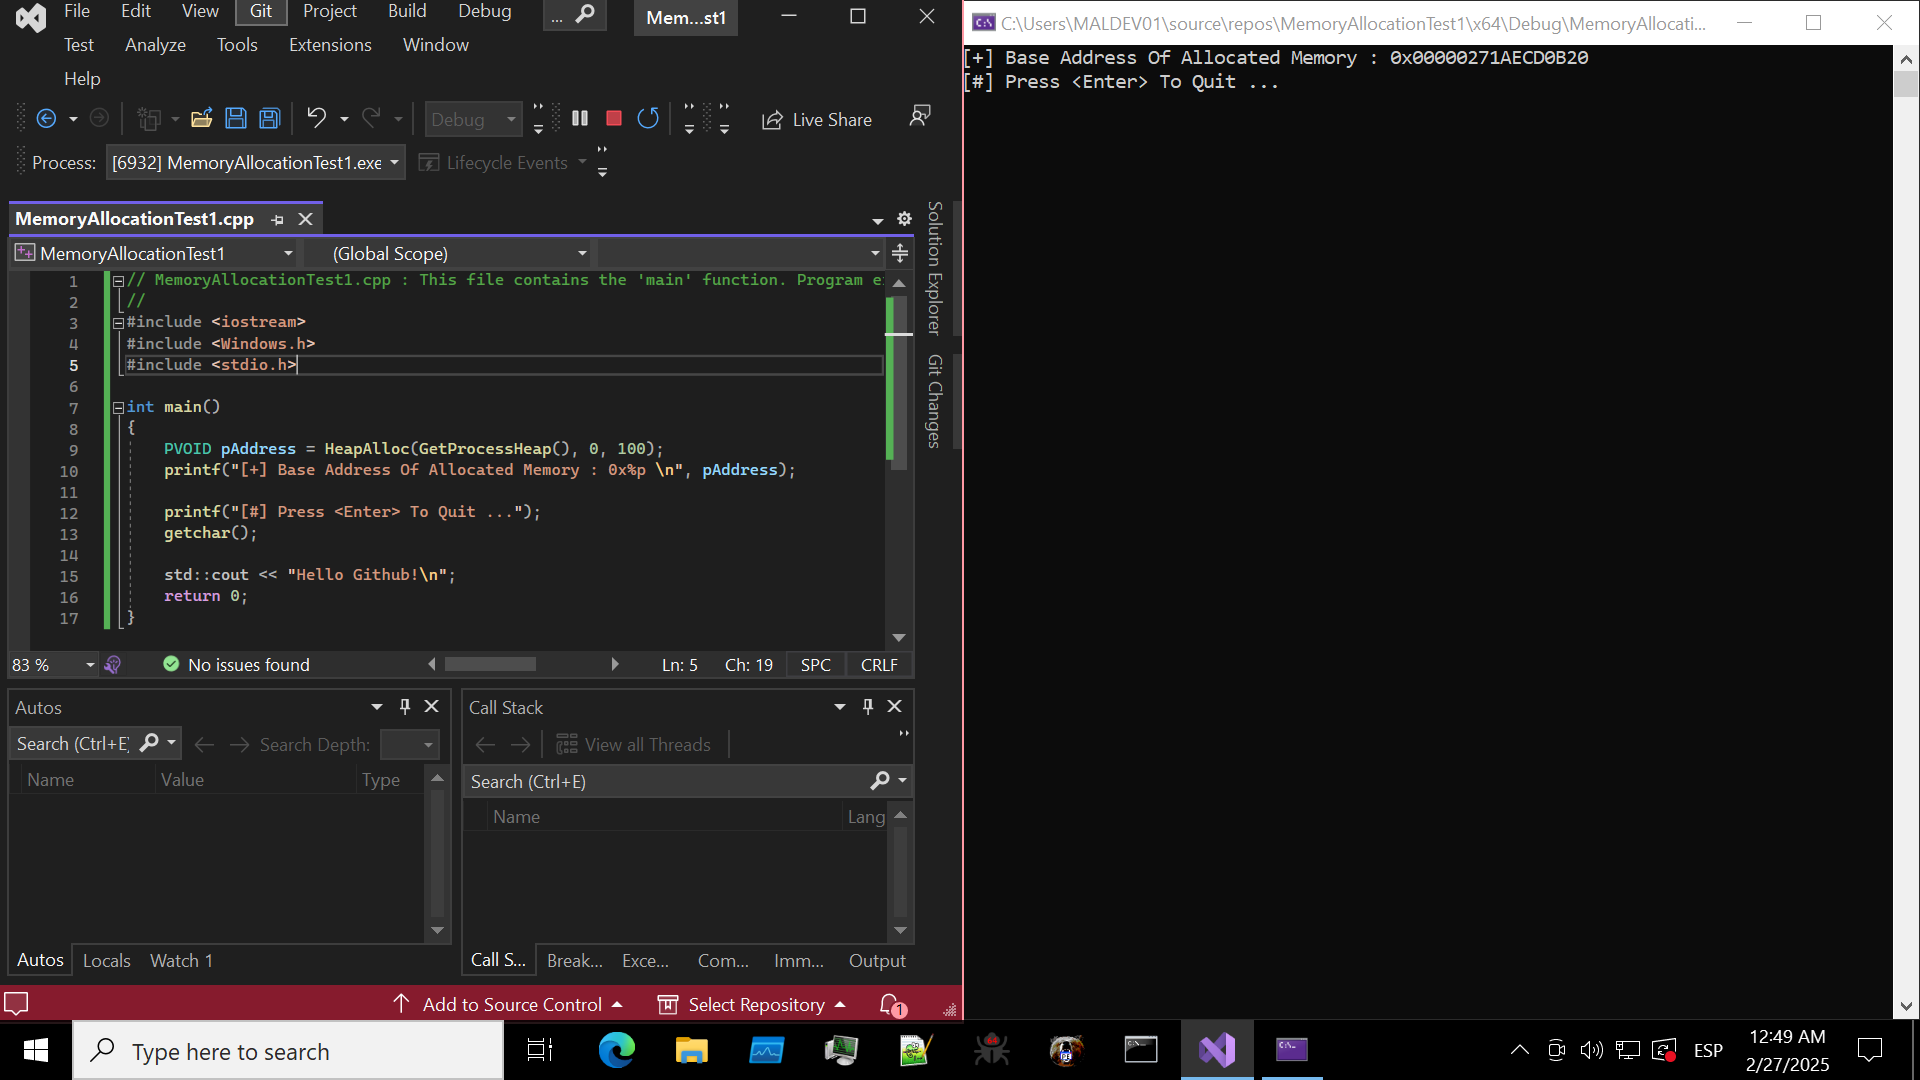 File Edit View Git Project Build Debug ... Mem...st1
Test Analyze Tools Extensions Window
Help
Debug Live Share
Process: [6932] MemoryAllocationTest1.exe Lifecycle Events
MemoryAllocationTest1.cpp
MemoryAllocationTest1 (Global Scope)
1 // MemoryAllocationTest1.cpp : This file contains the 'main' function. Program e
2 //
3 #include <iostream>
4 #include <Windows.h>
5 #include <stdio.h>
6
7 int main()
8 {
9 PVOID pAddress = HeapAlloc(GetProcessHeap(), 0, 100);
10 printf("[+] Base Address Of Allocated Memory : 0x%p \n", pAddress);
11
12 printf("[#] Press <Enter> To Quit ...");
13 getchar();
14
15 std::cout << "Hello Github!\n";
16 return 0;
17 }
Solution Explorer
Git Changes
83 % No issues found Ln: 5 Ch: 19 SPC CRLF
Autos
Search (Ctrl+E) Search Depth:
Name Value Type
Autos Locals Watch 1
Call Stack
View all Threads
Search (Ctrl+E)
Name Lang
Call S... Break... Exce... Com... Imm... Output
Add to Source Control Select Repository 1
C:\Users\MALDEV01\source\repos\MemoryAllocationTest1\x64\Debug\MemoryAllocati...
[+] Base Address Of Allocated Memory : 0x00000271AECD0B20
[#] Press <Enter> To Quit ...
Type here to search
ESP
12:49 AM
2/27/2025